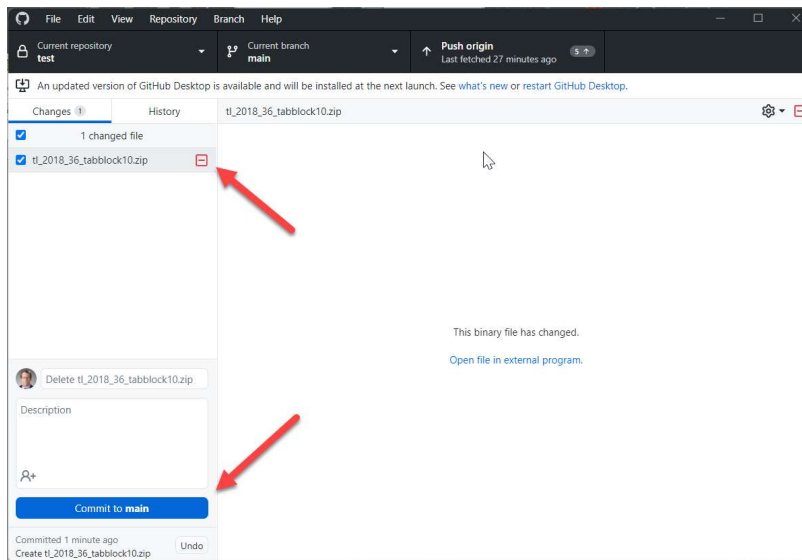 File Edit View Repository Branch Help
Current repository
test
Current branch
main
Push origin
Last fetched 27 minutes ago
5
An updated version of GitHub Desktop is available and will be installed at the next launch. See what's new or restart GitHub Desktop.
Changes 1 History
1 changed file
tl_2018_36_tabblock10.zip
tl_2018_36_tabblock10.zip
This binary file has changed.
Open file in external program.
Delete tl_2018_36_tabblock10.zip
Description
Commit to main
Committed 1 minute ago
Create tl_2018_36_tabblock10.zip
Undo